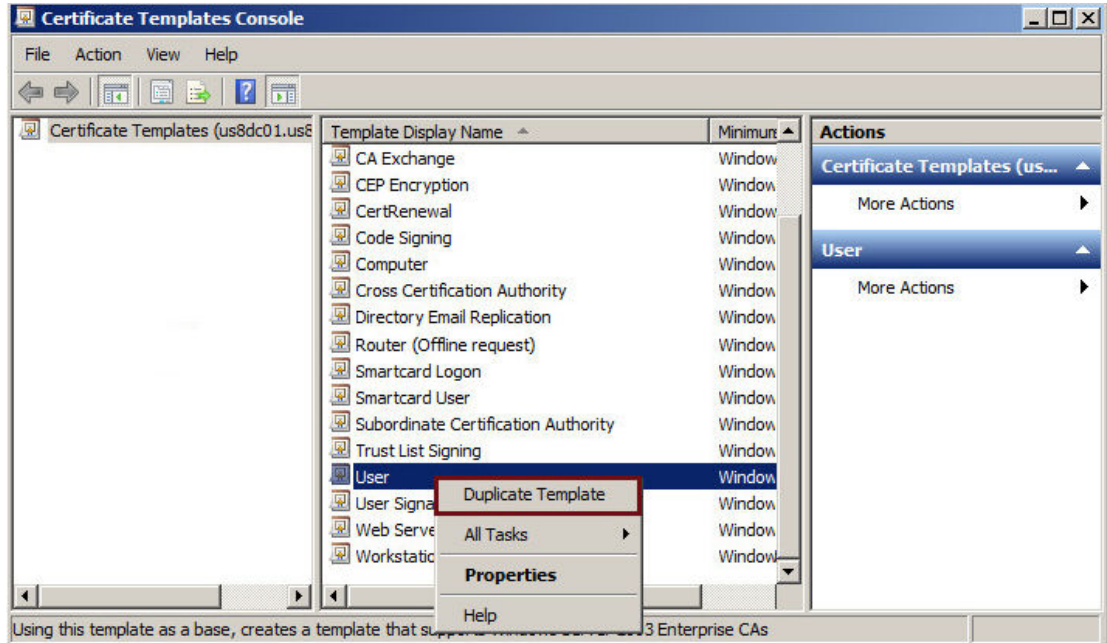 Certificate Templates Console
File Action View Help
Certificate Templates (us8dc01.us8
Template Display Name
Minimum
CA Exchange Window
CEP Encryption Window
CertRenewal Window
Code Signing Window
Computer Window
Cross Certification Authority Window
Directory Email Replication Window
Router (Offline request) Window
Smartcard Logon Window
Smartcard User Window
Subordinate Certification Authority Window
Trust List Signing Window
User Window
User Signa Window
Web Serve Window
Workstatio Window
Duplicate Template
All Tasks
Properties
Help
Actions
Certificate Templates (us...
More Actions
User
More Actions
Using this template as a base, creates a template that Enterprise CAs